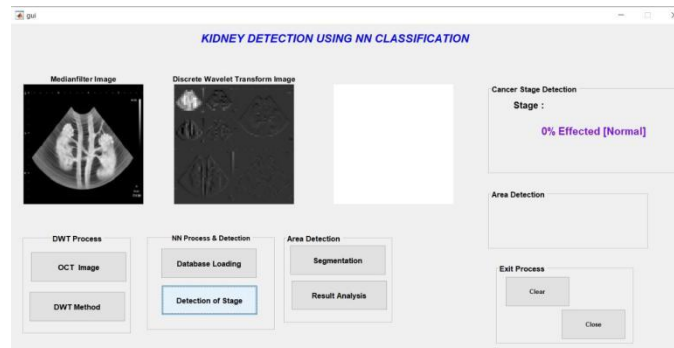 gui
KIDNEY DETECTION USING NN CLASSIFICATION
Medianfilter Image
Discrete Wavelet Transform Image
Cancer Stage Detection
Stage :
0% Effected [Normal]
Area Detection
DWT Process
OCT Image
DWT Method
NN Process & Detection
Database Loading
Detection of Stage
Area Detection
Segmentation
Result Analysis
Exit Process
Clear
Close